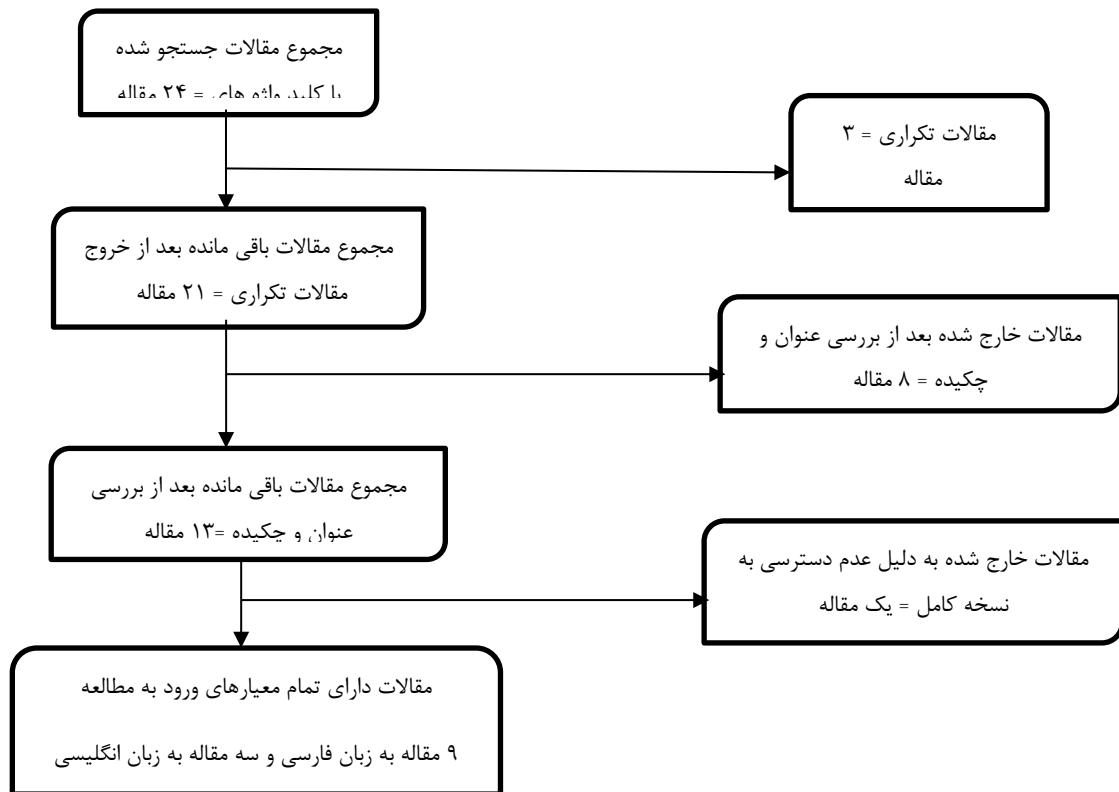 مجموع مقالات جستجو شده
با کلید واژه های = ۲۴ مقاله
مقالات تکراری = ۳
مقاله
مجموع مقالات باقی مانده بعد از خروج
مقالات تکراری = ۲۱ مقاله
مقالات خارج شده بعد از بررسی عنوان و
چکیده = ۸ مقاله
مجموع مقالات باقی مانده بعد از بررسی
عنوان و چکیده =۱۳ مقاله
مقالات خارج شده به دلیل عدم دسترسی به
نسخه کامل = یک مقاله
مقالات دارای تمام معیارهای ورود به مطالعه
۹ مقاله به زبان فارسی و سه مقاله به زبان انگلیسی